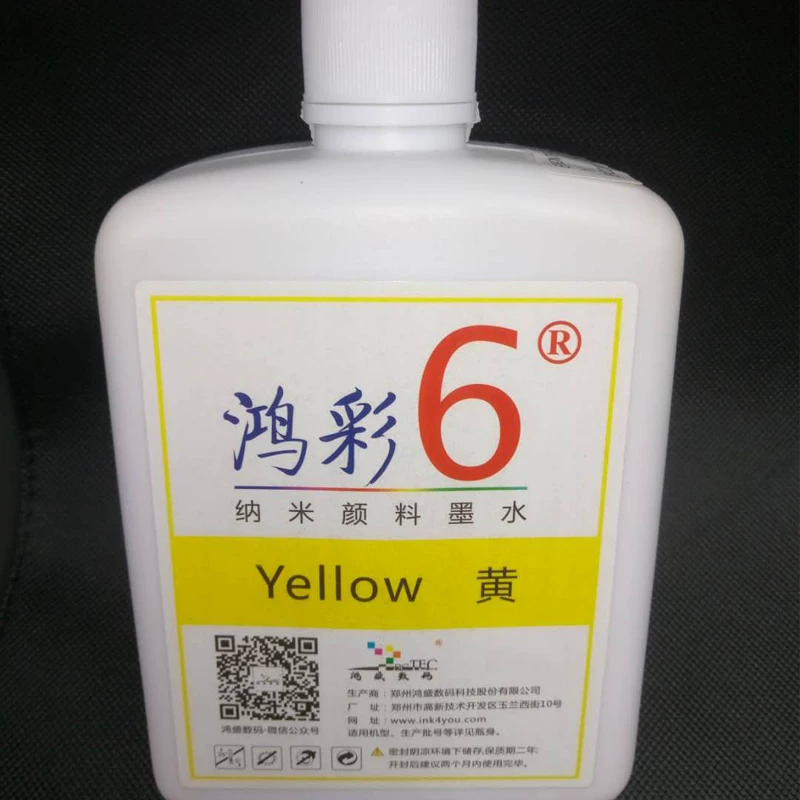 鸿彩6®
纳米颜料墨水
Yellow 黄
TEC
鸿盛数码
生产商：郑州鸿盛数码科技股份有限公司
厂 址：郑州市高新技术开发区玉兰西街10号
网 址：www.ink4you.com
适用机型、生产批号等详见瓶身。
鸿盛数码-微信公众号
密封阴凉环境下储存,保质期二年;
开封后建议两个月内使用完毕。